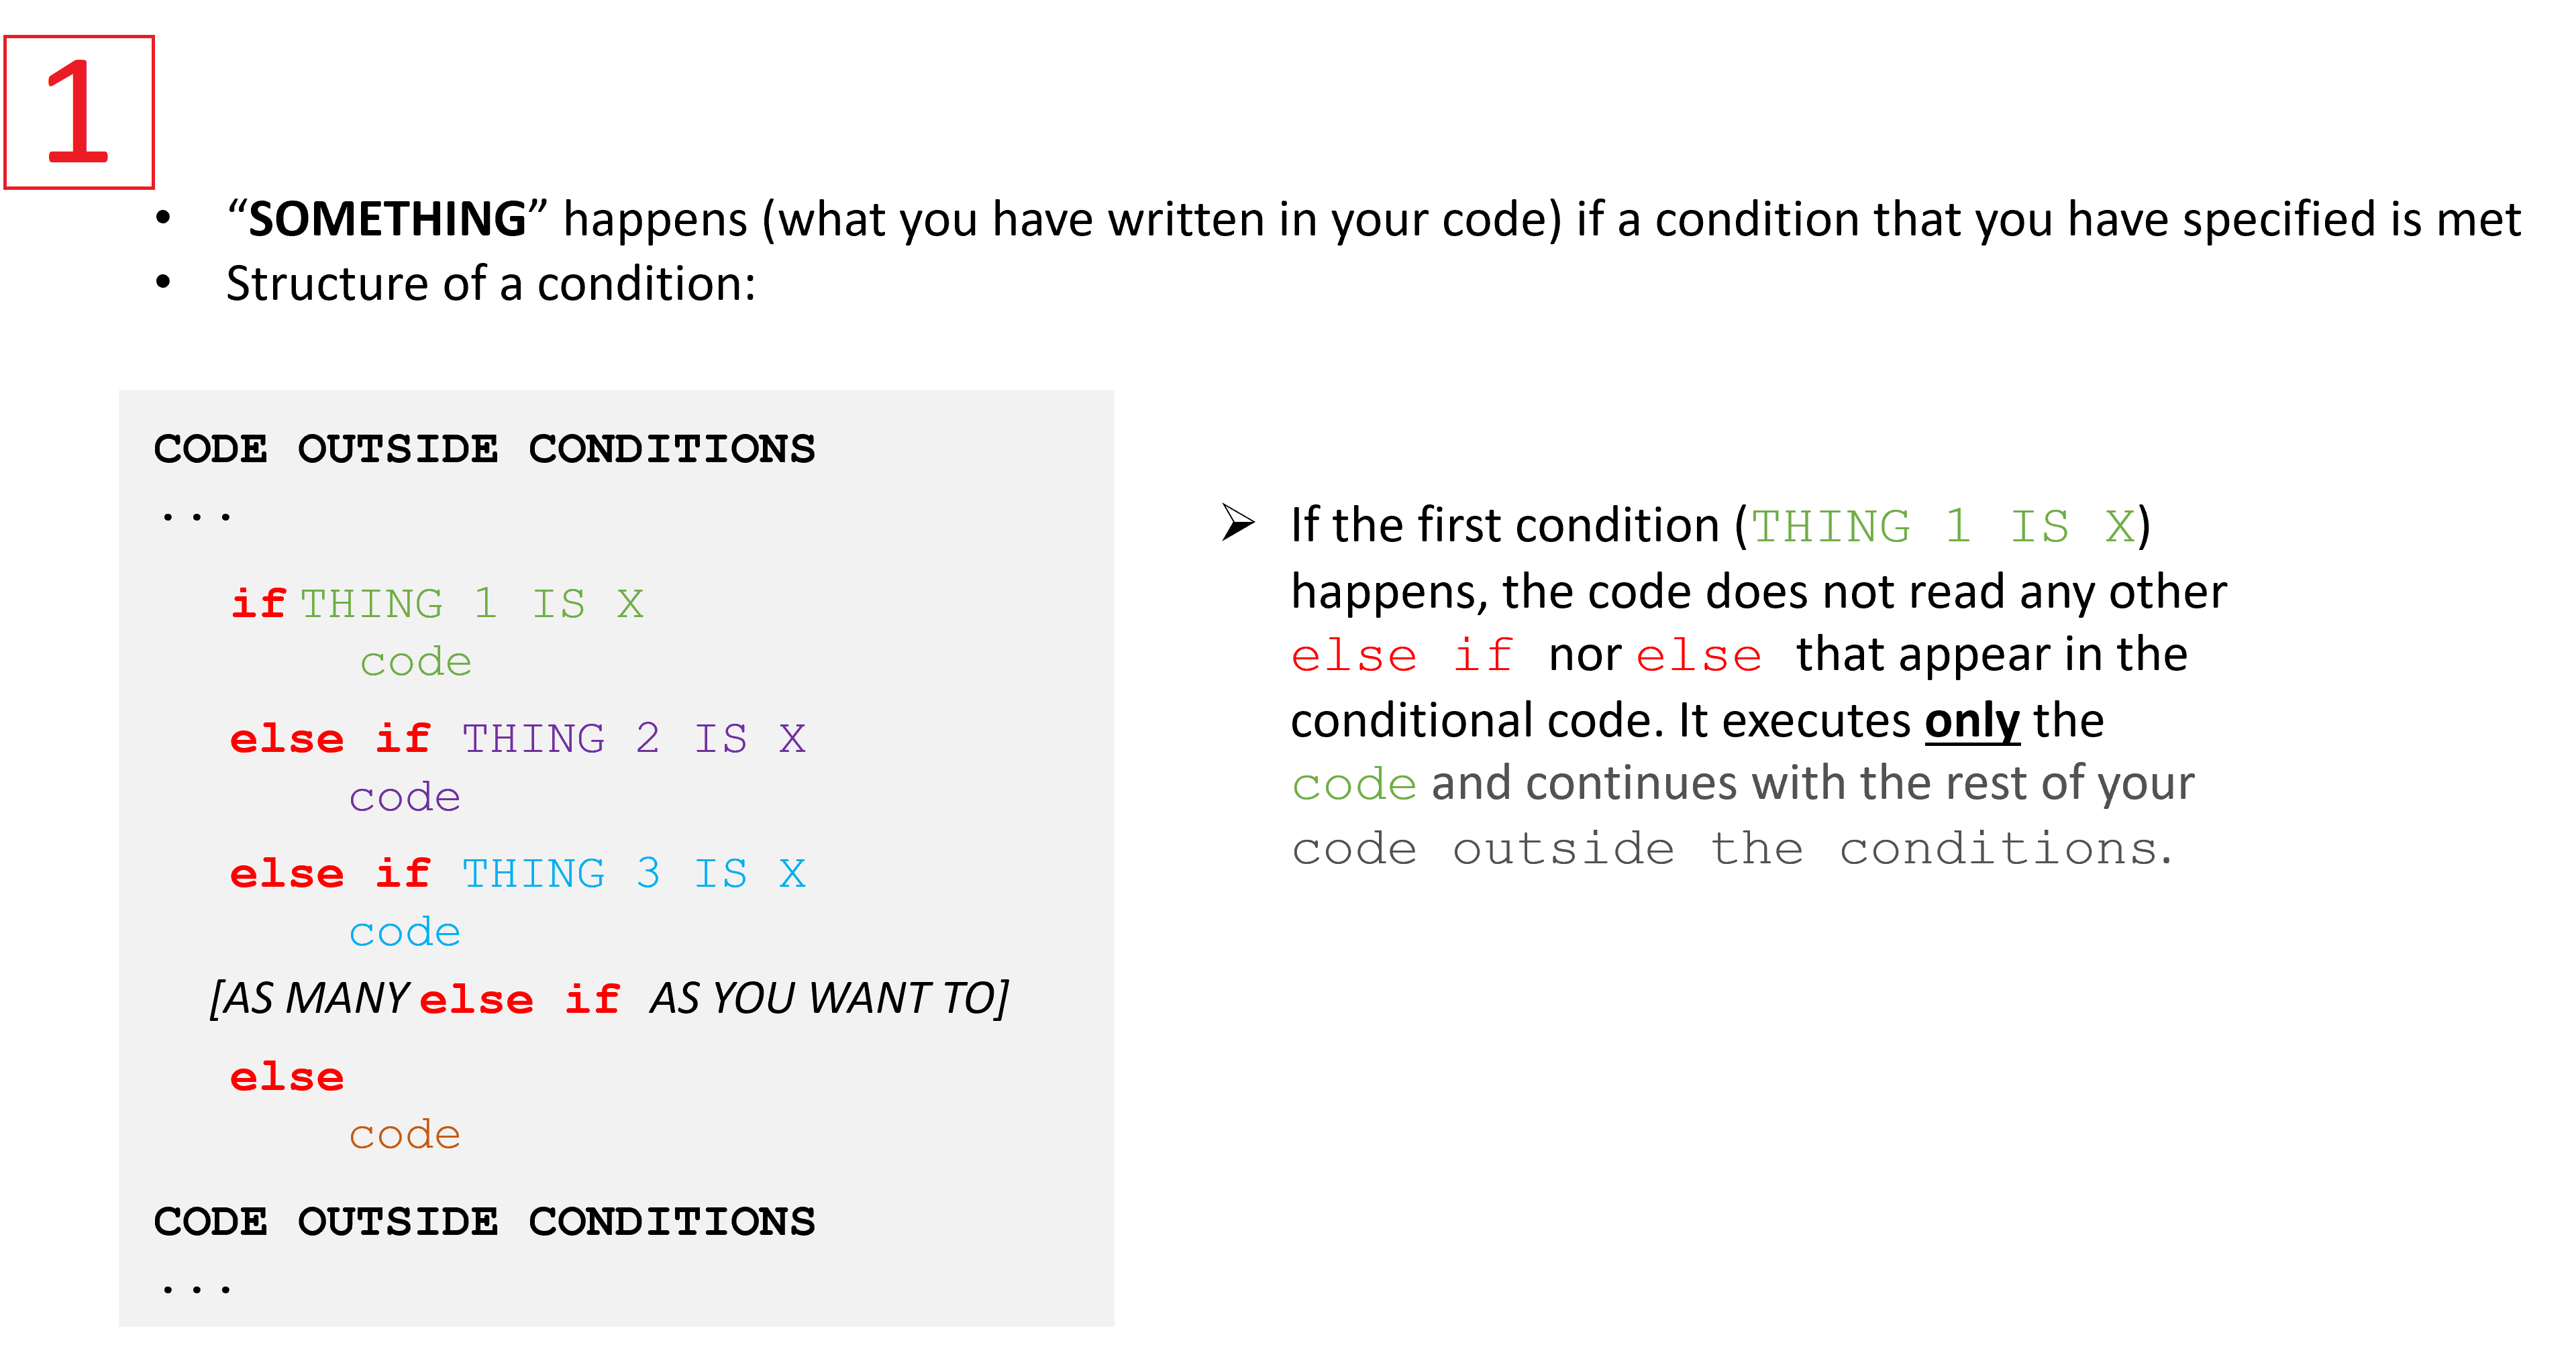 1
• “SOMETHING” happens (what you have written in your code) if a condition that you have specified is met
• Structure of a condition:
CODE OUTSIDE CONDITIONS
...
if THING 1 IS X
code
else if THING 2 IS X
code
else if THING 3 IS X
code
[AS MANY else if AS YOU WANT TO]
else
code
CODE OUTSIDE CONDITIONS
...
➢ If the first condition (THING 1 IS X)
happens, the code does not read any other
else if nor else that appear in the
conditional code. It executes only the
code and continues with the rest of your
code outside the conditions.